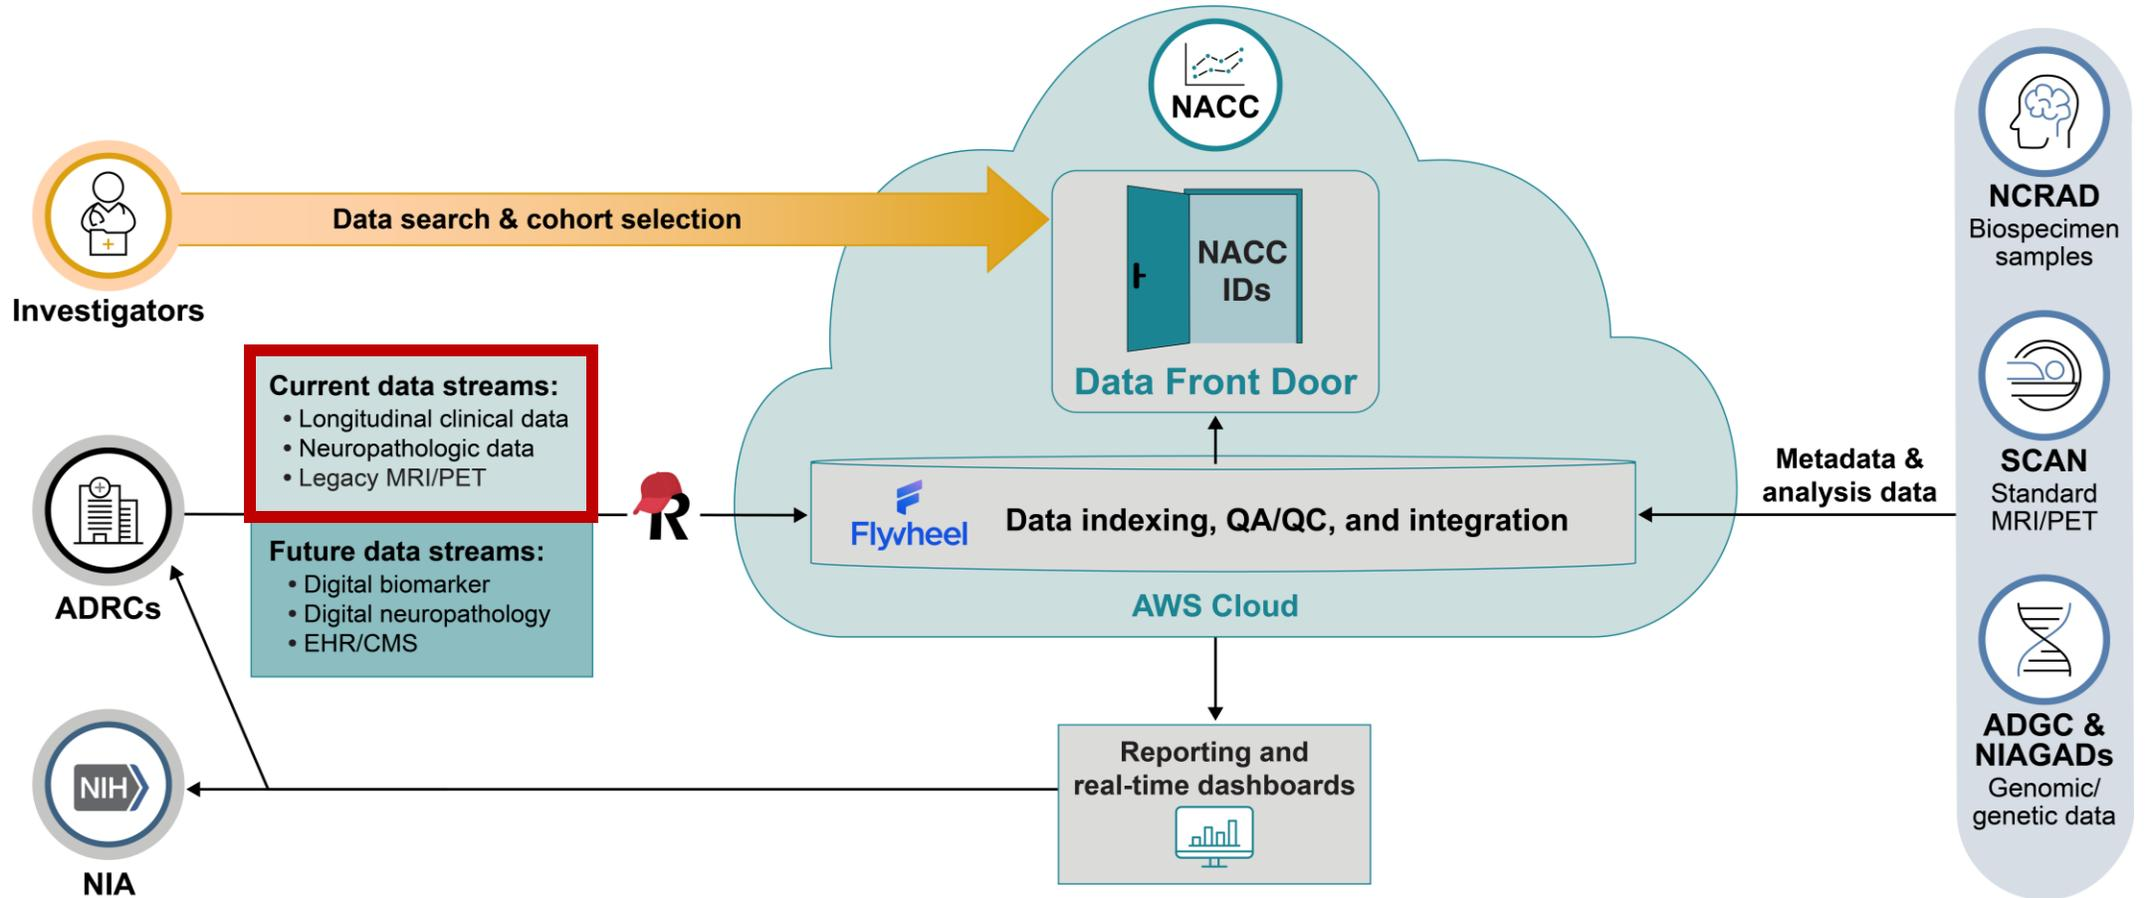 NACC
Data search & cohort selection
Investigators
NACC
IDs
Data Front Door
Current data streams:
• Longitudinal clinical data
• Neuropathologic data
• Legacy MRI/PET
Future data streams:
• Digital biomarker
• Digital neuropathology
• EHR/CMS
ADRCs
R
Flywheel
Data indexing, QA/QC, and integration
AWS Cloud
Metadata &
analysis data
NCRAD
Biospecimen
samples
SCAN
Standard
MRI/PET
ADGC &
NIAGADs
Genomic/
genetic data
Reporting and
real-time dashboards
NIH
NIA